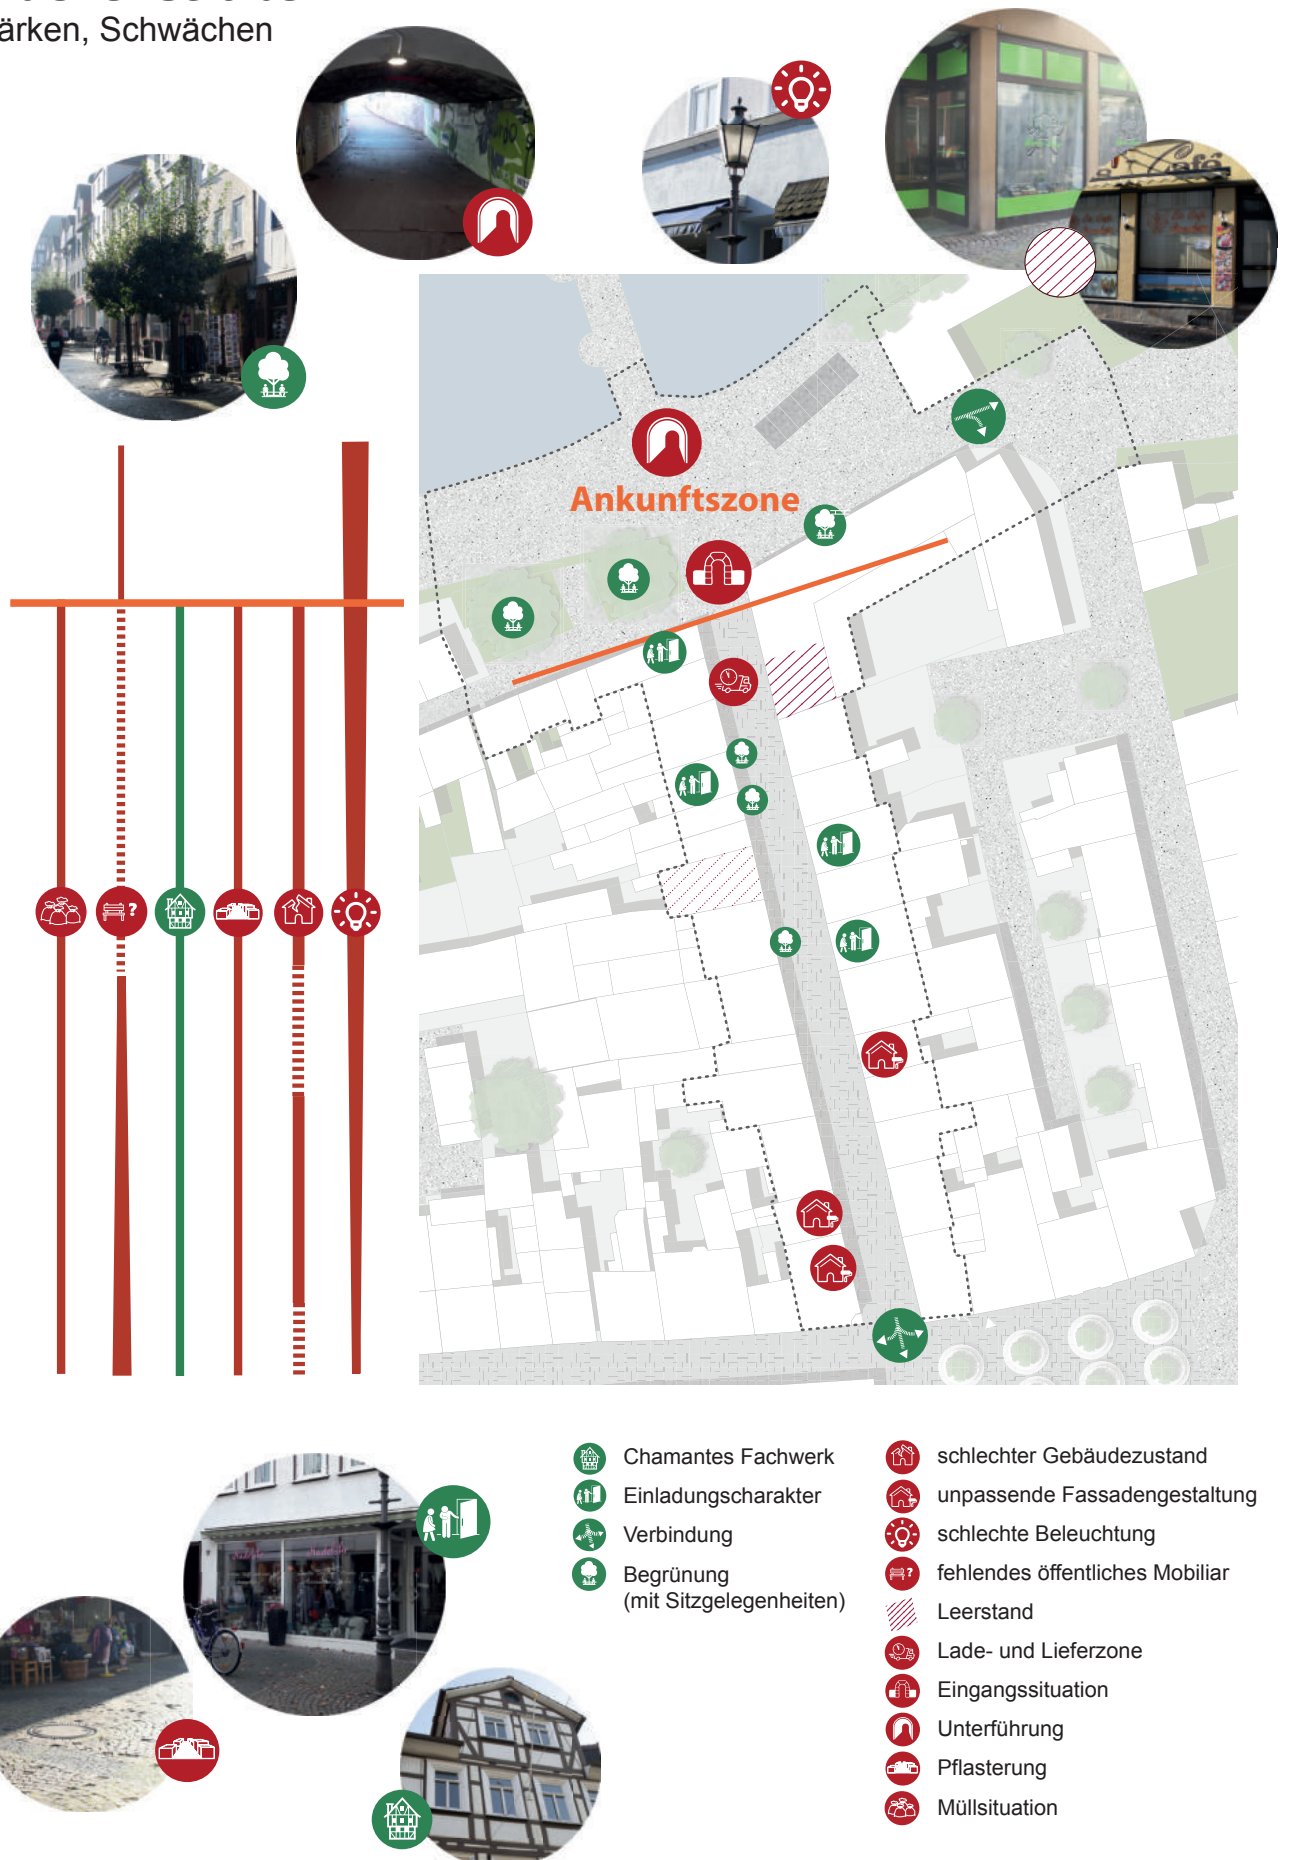 ärken, Schwächen
Café
Ankunftszone
?
Chamantes Fachwerk
Einladungscharakter
Verbindung
Begrünung
(mit Sitzgelegenheiten)
schlechter Gebäudezustand
unpassende Fassadengestaltung
schlechte Beleuchtung
?
fehlendes öffentliches Mobiliar
Leerstand
Lade- und Lieferzone
Eingangssituation
Unterführung
Pflasterung
Müllsituation